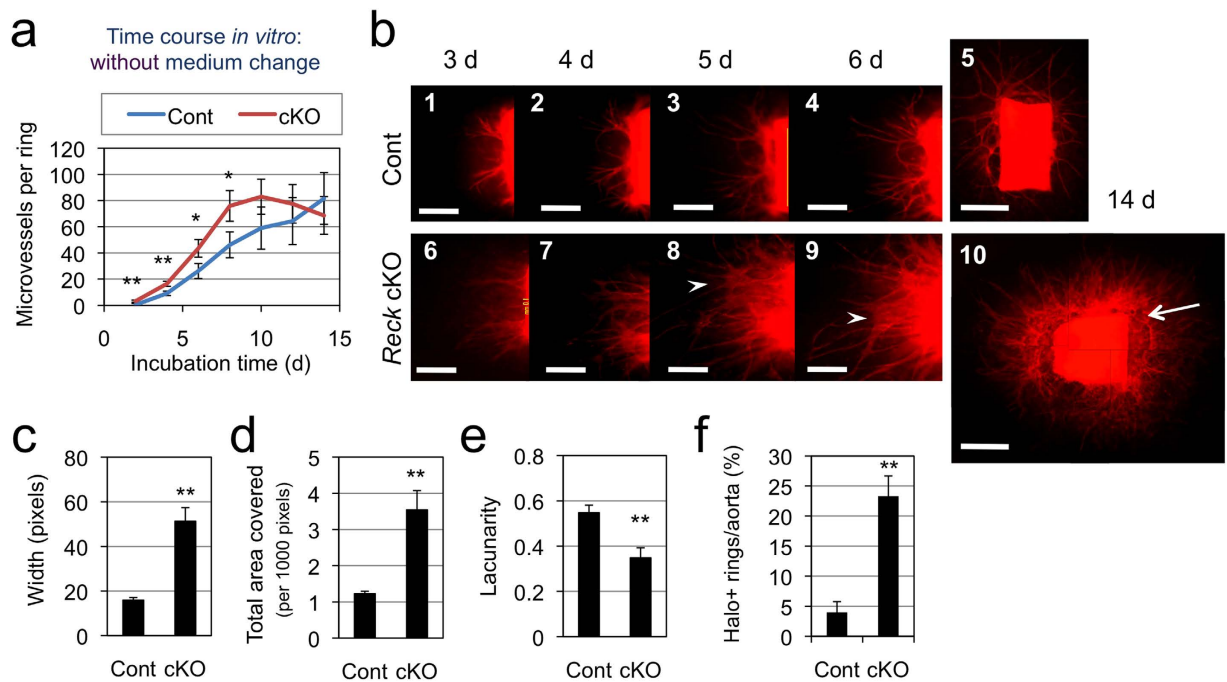 a
Time course in vitro:
without medium change
Cont cKO
Microvessels per ring
120
100
80
60
40
20
0
0 5 10 15
** ** * *
Incubation time (d)
b
3 d 4 d 5 d 6 d
Cont
1 2 3 4 5
14 d
Reck cKO
6 7 8 9 10
c
Width (pixels)
80
60
40
20
0
**
Cont cKO
d
Total area covered
(per 1000 pixels)
5
4
3
2
1
0
**
Cont cKO
e
Lacunarity
0.8
0.6
0.4
0.2
0
**
Cont cKO
f
Halo+ rings/aorta (%)
30
25
20
15
10
5
0
**
Cont cKO